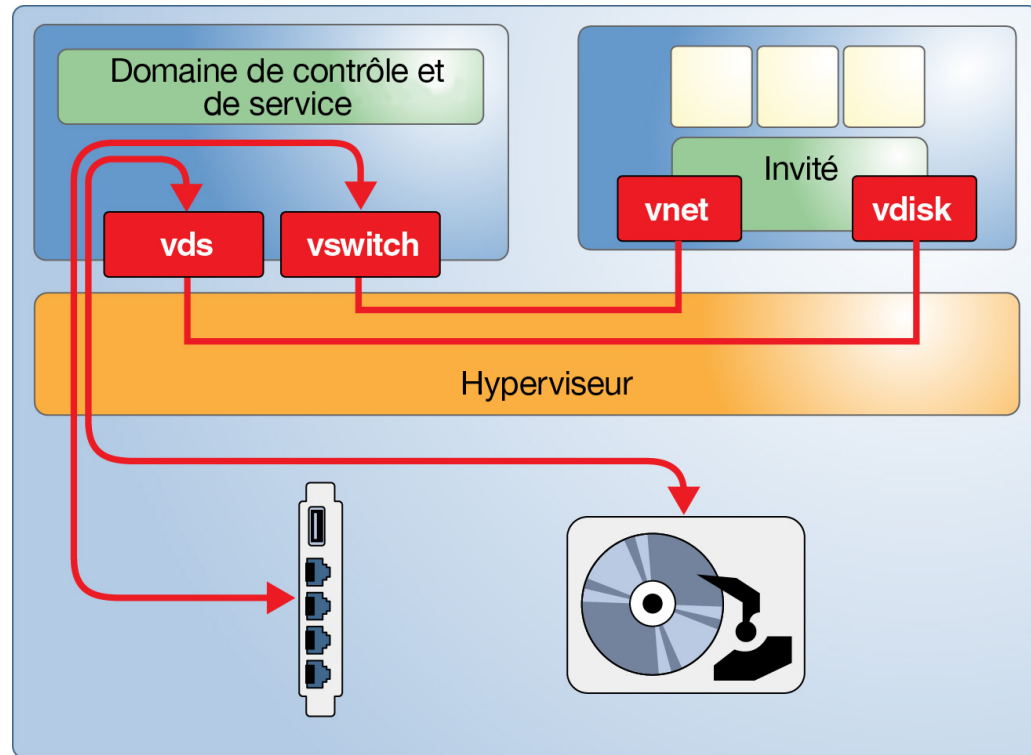 Domaine de contrôle et
de service
Invité
vnet
vdisk
vds
vswitch
Hyperviseur